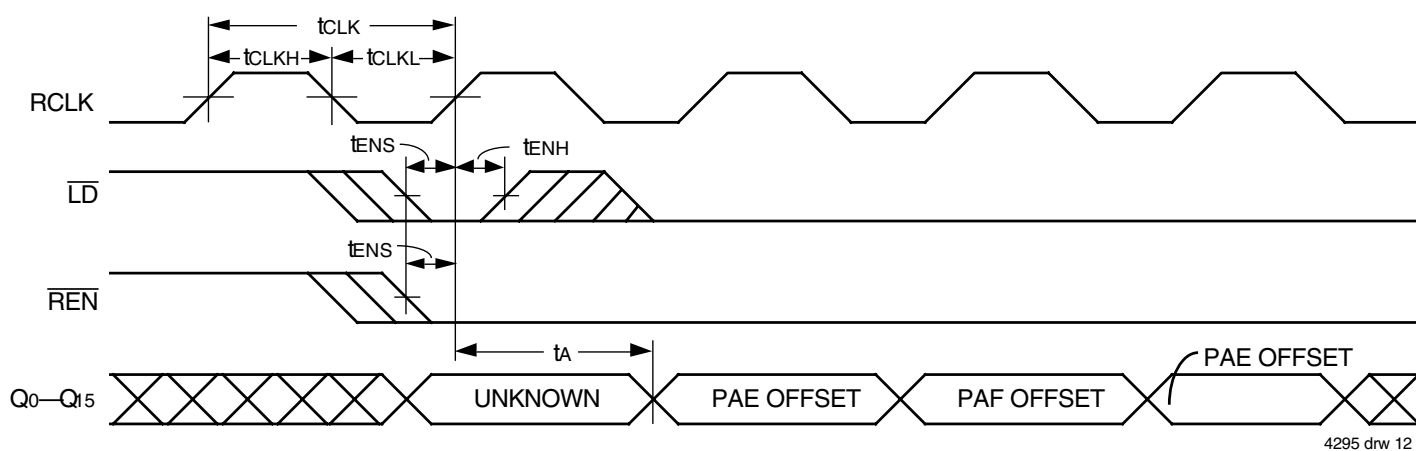 tCLK
tCLKH
tCLKL
RCLK
tENS
tENH
LD
tENS
REN
tA
PAE OFFSET
Q0—Q15
UNKNOWN
PAE OFFSET
PAF OFFSET
4295 drw 12